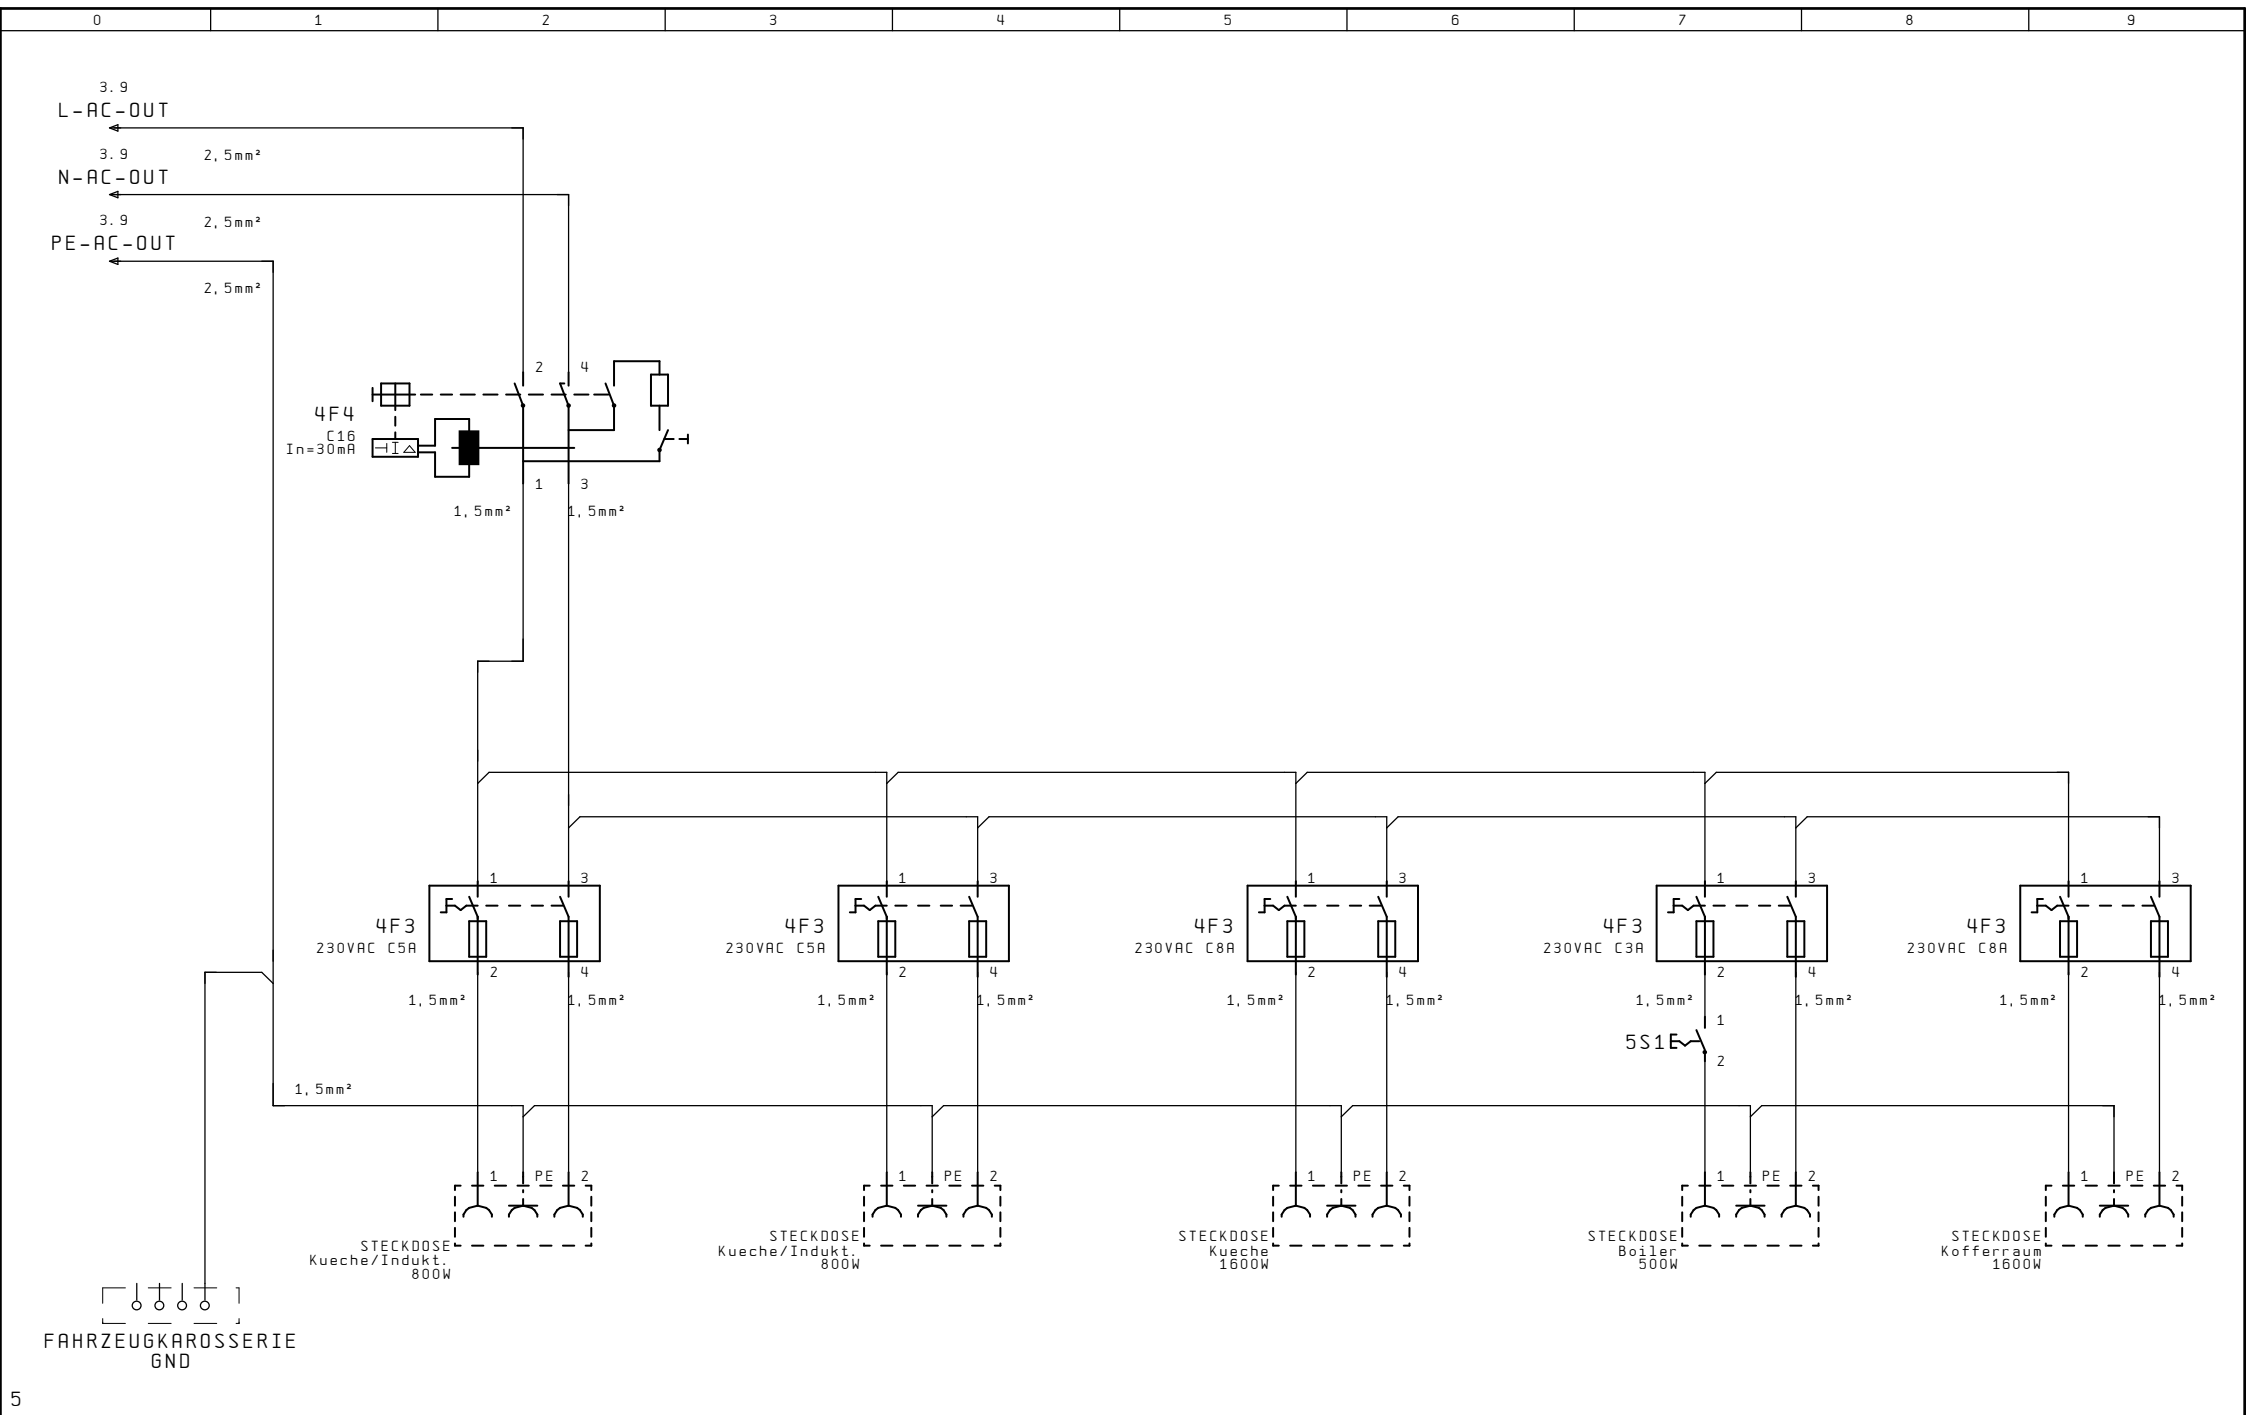 0 1 2 3 4 5 6 7 8 9
3.9
L-AC-OUT
2,5mm²
3.9
N-AC-OUT
2,5mm²
3.9
PE-AC-OUT
2,5mm²
2 4
4F4
C16
In=30mA
1 3
1,5mm² 1,5mm²
1 3 1 3 1 3 1 3 1 3
4F3 4F3 4F3 4F3 4F3
230VAC C5A 230VAC C5A 230VAC C8A 230VAC C3A 230VAC C8A
2 4 2 4 2 4 2 4 2 4
1,5mm² 1,5mm² 1,5mm² 1,5mm² 1,5mm² 1,5mm² 1,5mm² 1,5mm² 1,5mm² 1,5mm²
1
5S1
2
1,5mm²
1 PE 2 1 PE 2 1 PE 2 1 PE 2 1 PE 2
STECKDOSE STECKDOSE STECKDOSE STECKDOSE STECKDOSE
Kueche/Indukt. Kueche/Indukt. Kueche Boiler Kofferraum
800W 800W 1600W 500W 1600W
FAHRZEUGKAROSSERIE
GND
5